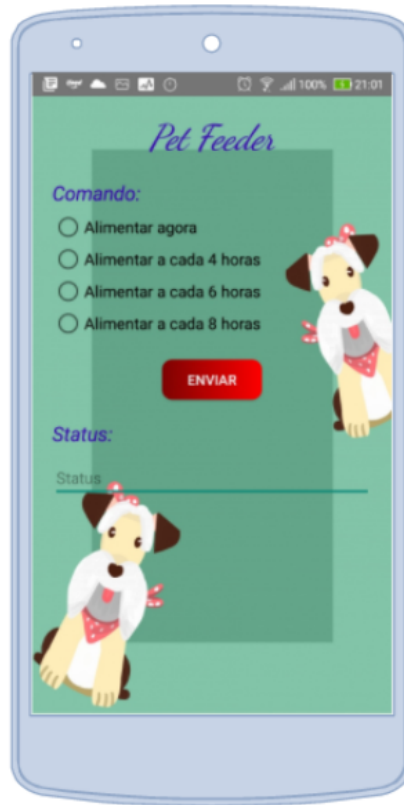 100% 21:01
Pet Feeder
Comando:
Alimentar agora
Alimentar a cada 4 horas
Alimentar a cada 6 horas
Alimentar a cada 8 horas
ENVIAR
Status:
Status